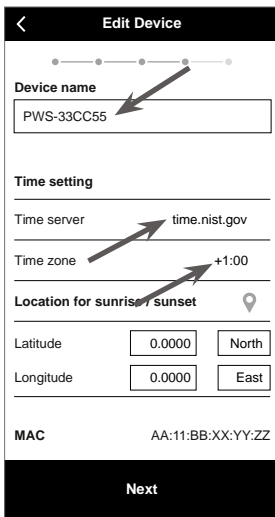 Edit Device
Device name
PWS-33CC55
Time setting
Time server time.nist.gov
Time zone +1:00
Location for sunrise / sunset
Latitude 0.0000 North
Longitude 0.0000 East
MAC AA:11:BB:XX:YY:ZZ
Next